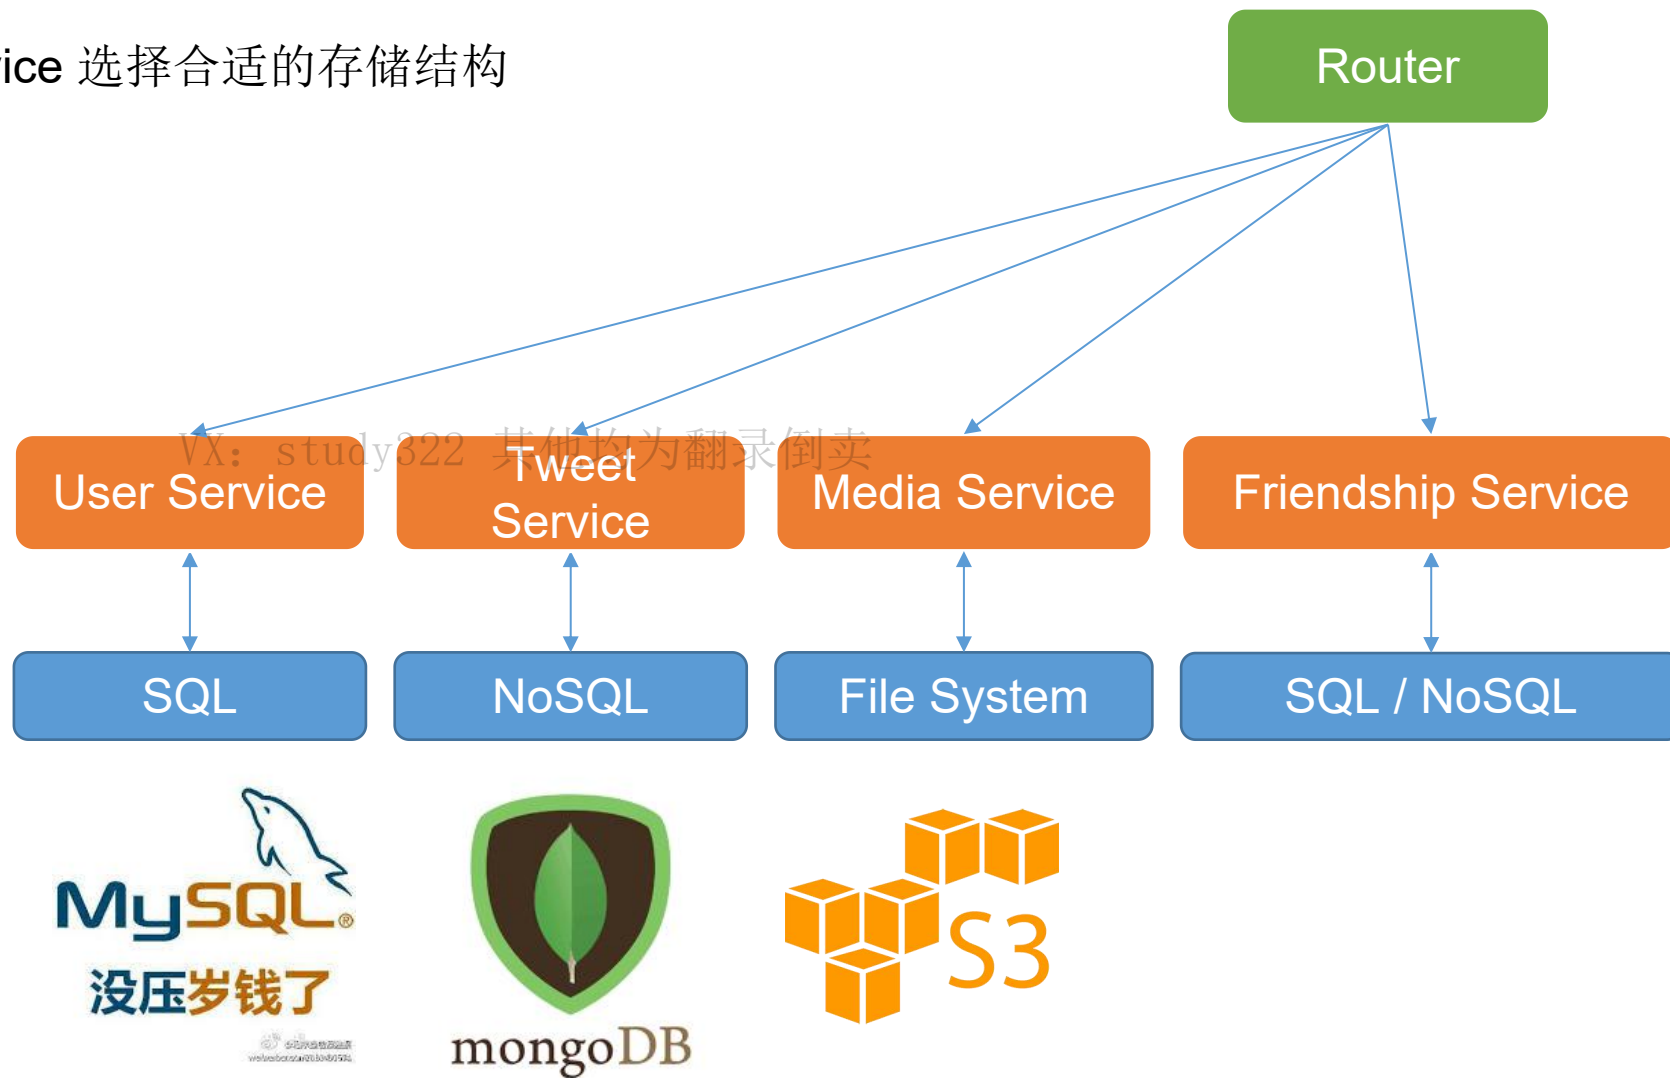 ice 选择合适的存储结构
Router
VX: study322 其他均为翻录倒卖
User Service
Tweet
Service
Media Service
Friendship Service
SQL
NoSQL
File System
SQL / NoSQL
MySQL®
没压岁钱了
mongoDB
S3